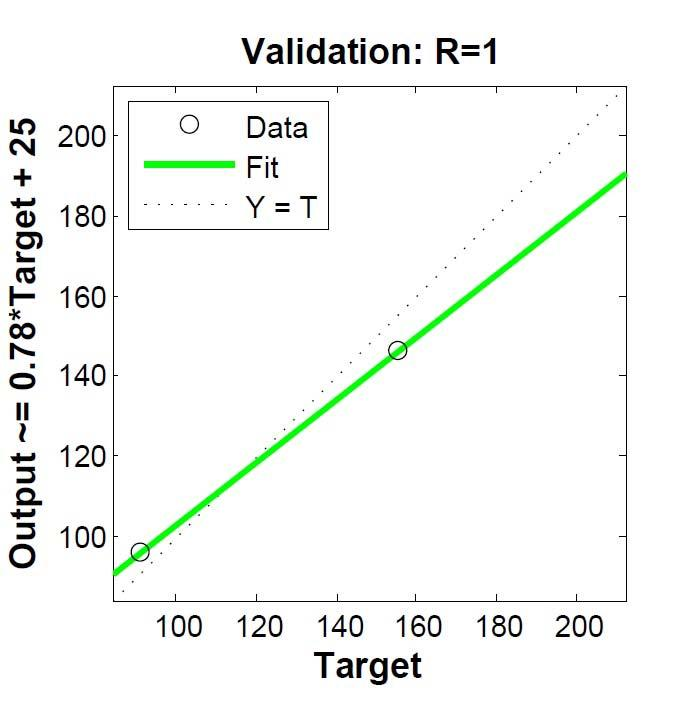 Validation: R=1
Output ~= 0.78*Target + 25
200
180
160
140
120
100
Data
Fit
Y = T
100 120 140 160 180 200
Target